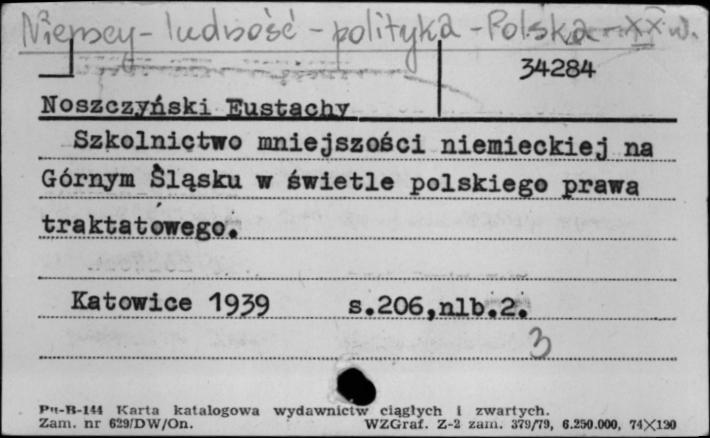 Niemcy - ludność - polityka - Polska - XX w.
34284
Noszczyński Eustachy
Szkolnictwo mniejszości niemieckiej na
Górnym Śląsku w świetle polskiego prawa
traktatowego.
Katowice 1939 s.206,nlb.2.
3
Pu-B-144 Karta katalogowa wydawnictw ciągłych i zwartych.
Zam. nr 629/DW/On. WZGraf. Z-2 zam. 379/79, 6.250.000, 74X120